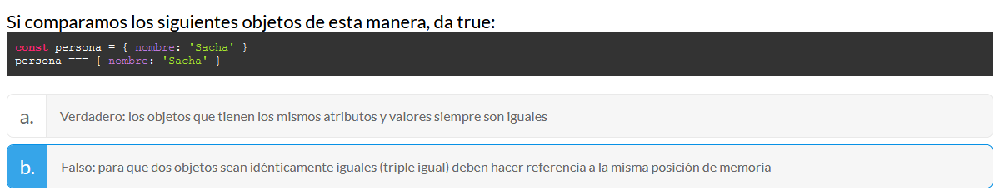 Si comparamos los siguientes objetos de esta manera, da true:
const persona = { nombre: 'Sacha' }
persona === { nombre: 'Sacha' }
a. Verdadero: los objetos que tienen los mismos atributos y valores siempre son iguales
b. Falso: para que dos objetos sean idénticamente iguales (triple igual) deben hacer referencia a la misma posición de memoria